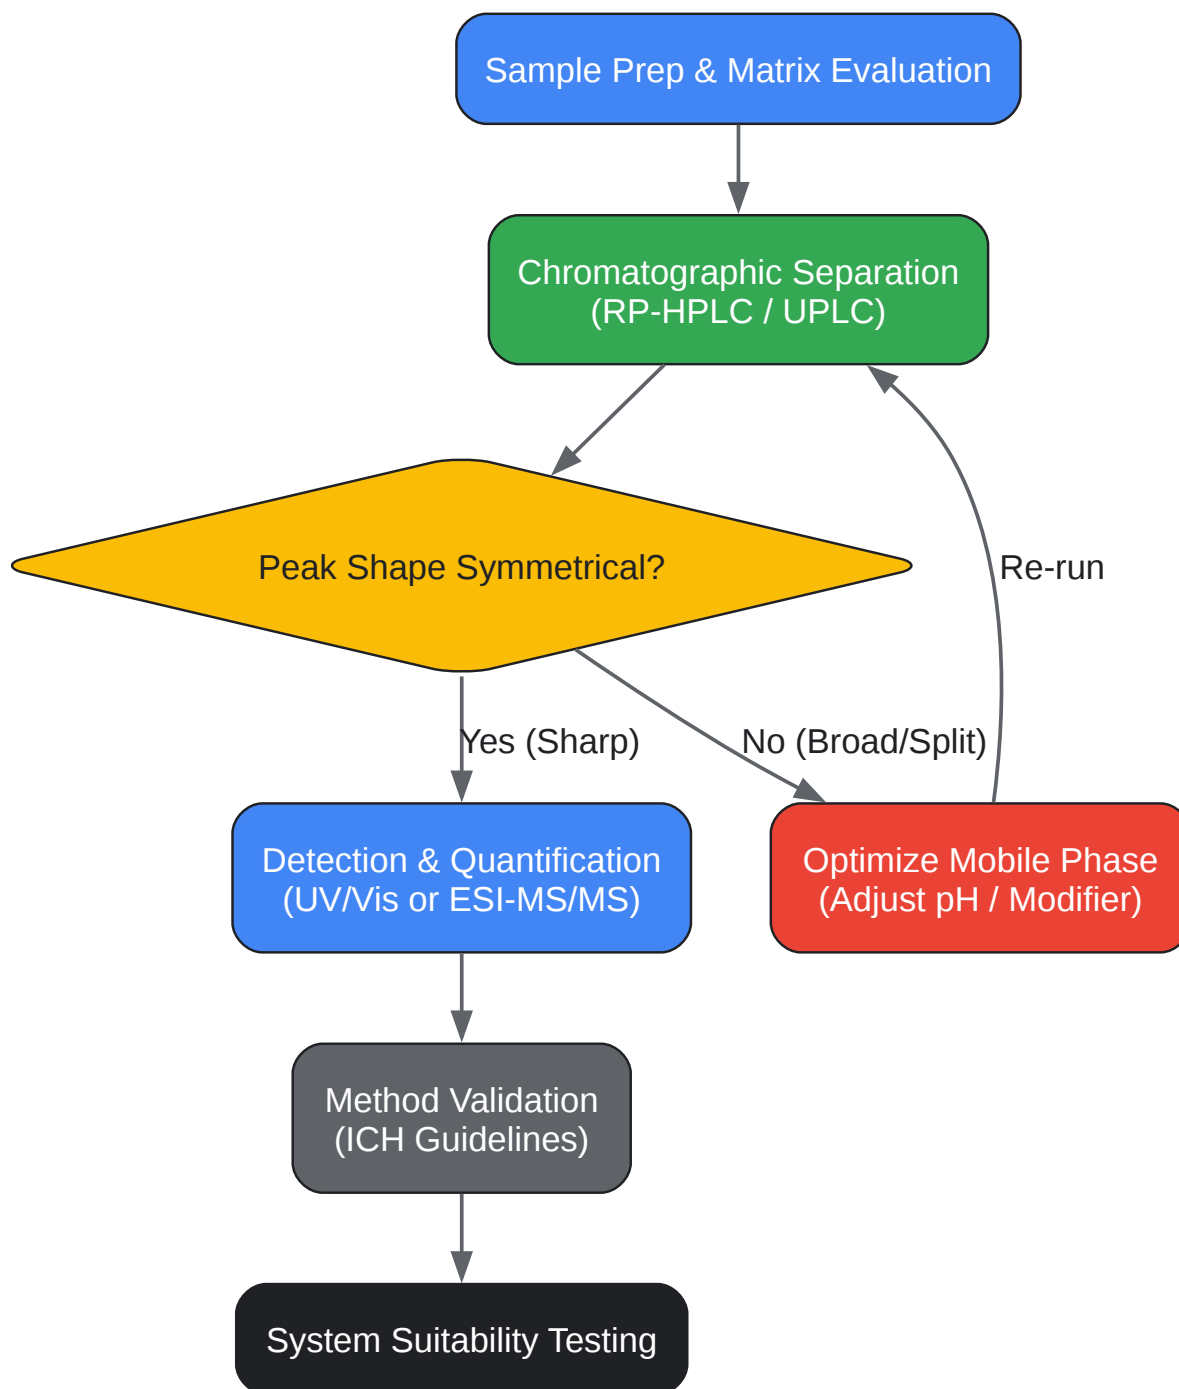 Sample Prep & Matrix Evaluation
Chromatographic Separation
(RP-HPLC / UPLC)
Peak Shape Symmetrical?
Re-run
Yes (Sharp)
No (Broad/Split)
Detection & Quantification
(UV/Vis or ESI-MS/MS)
Optimize Mobile Phase
(Adjust pH / Modifier)
Method Validation
(ICH Guidelines)
System Suitability Testing